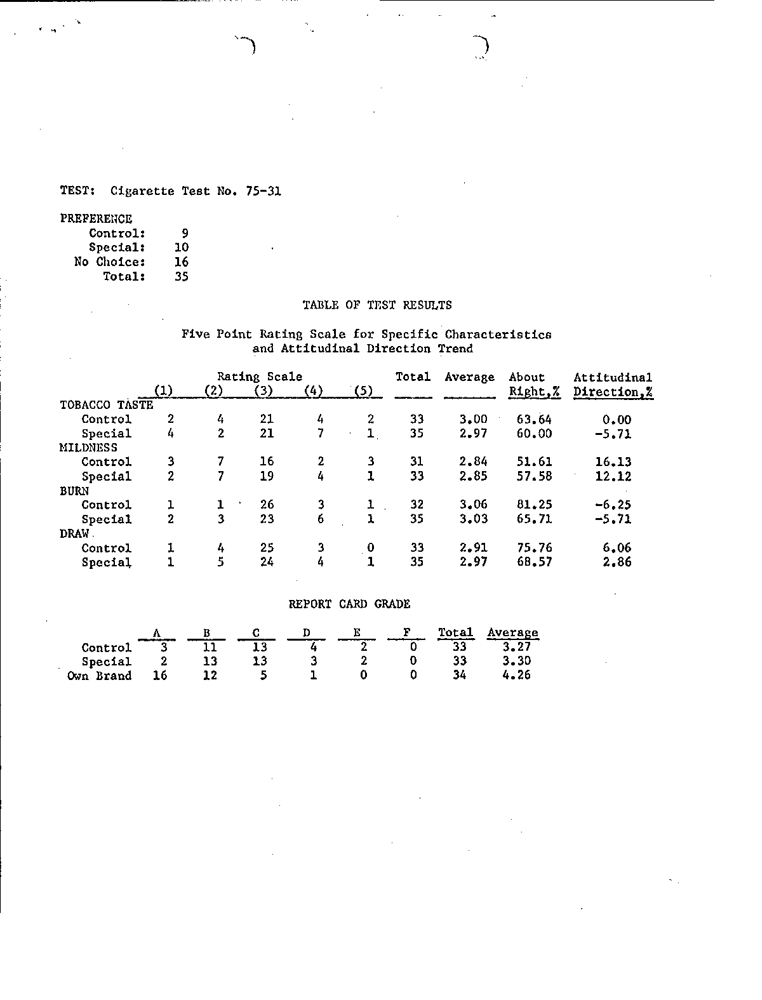 TEST: Cigarette Test No. 75-31
PREFERENCE
Control: 9
Special: 10
No Choice: 16
Total: 35
TABLE OF TEST RESULTS
Five Point Rating Scale for Specific Characteristics
and Attitudinal Direction Trend
Rating Scale Total Average About Attitudinal
(1) (2) (3) (4) (5) Right,% Direction,%
TOBACCO TASTE
Control 2 4 21 4 2 33 3.00 63.64 0.00
Special 4 2 21 7 1 35 2.97 60.00 -5.71
MILDNESS
Control 3 7 16 2 3 31 2.84 51.61 16.13
Special 2 7 19 4 1 33 2.85 57.58 12.12
BURN
Control 1 1 26 3 1 32 3.06 81.25 -6.25
Special 2 3 23 6 1 35 3.03 65.71 -5.71
DRAW
Control 1 4 25 3 0 33 2.91 75.76 6.06
Special 1 5 24 4 1 35 2.97 68.57 2.86
REPORT CARD GRADE
A B C D E F Total Average
Control 3 11 13 4 2 0 33 3.27
Special 2 13 13 3 2 0 33 3.30
Own Brand 16 12 5 1 0 0 34 4.26